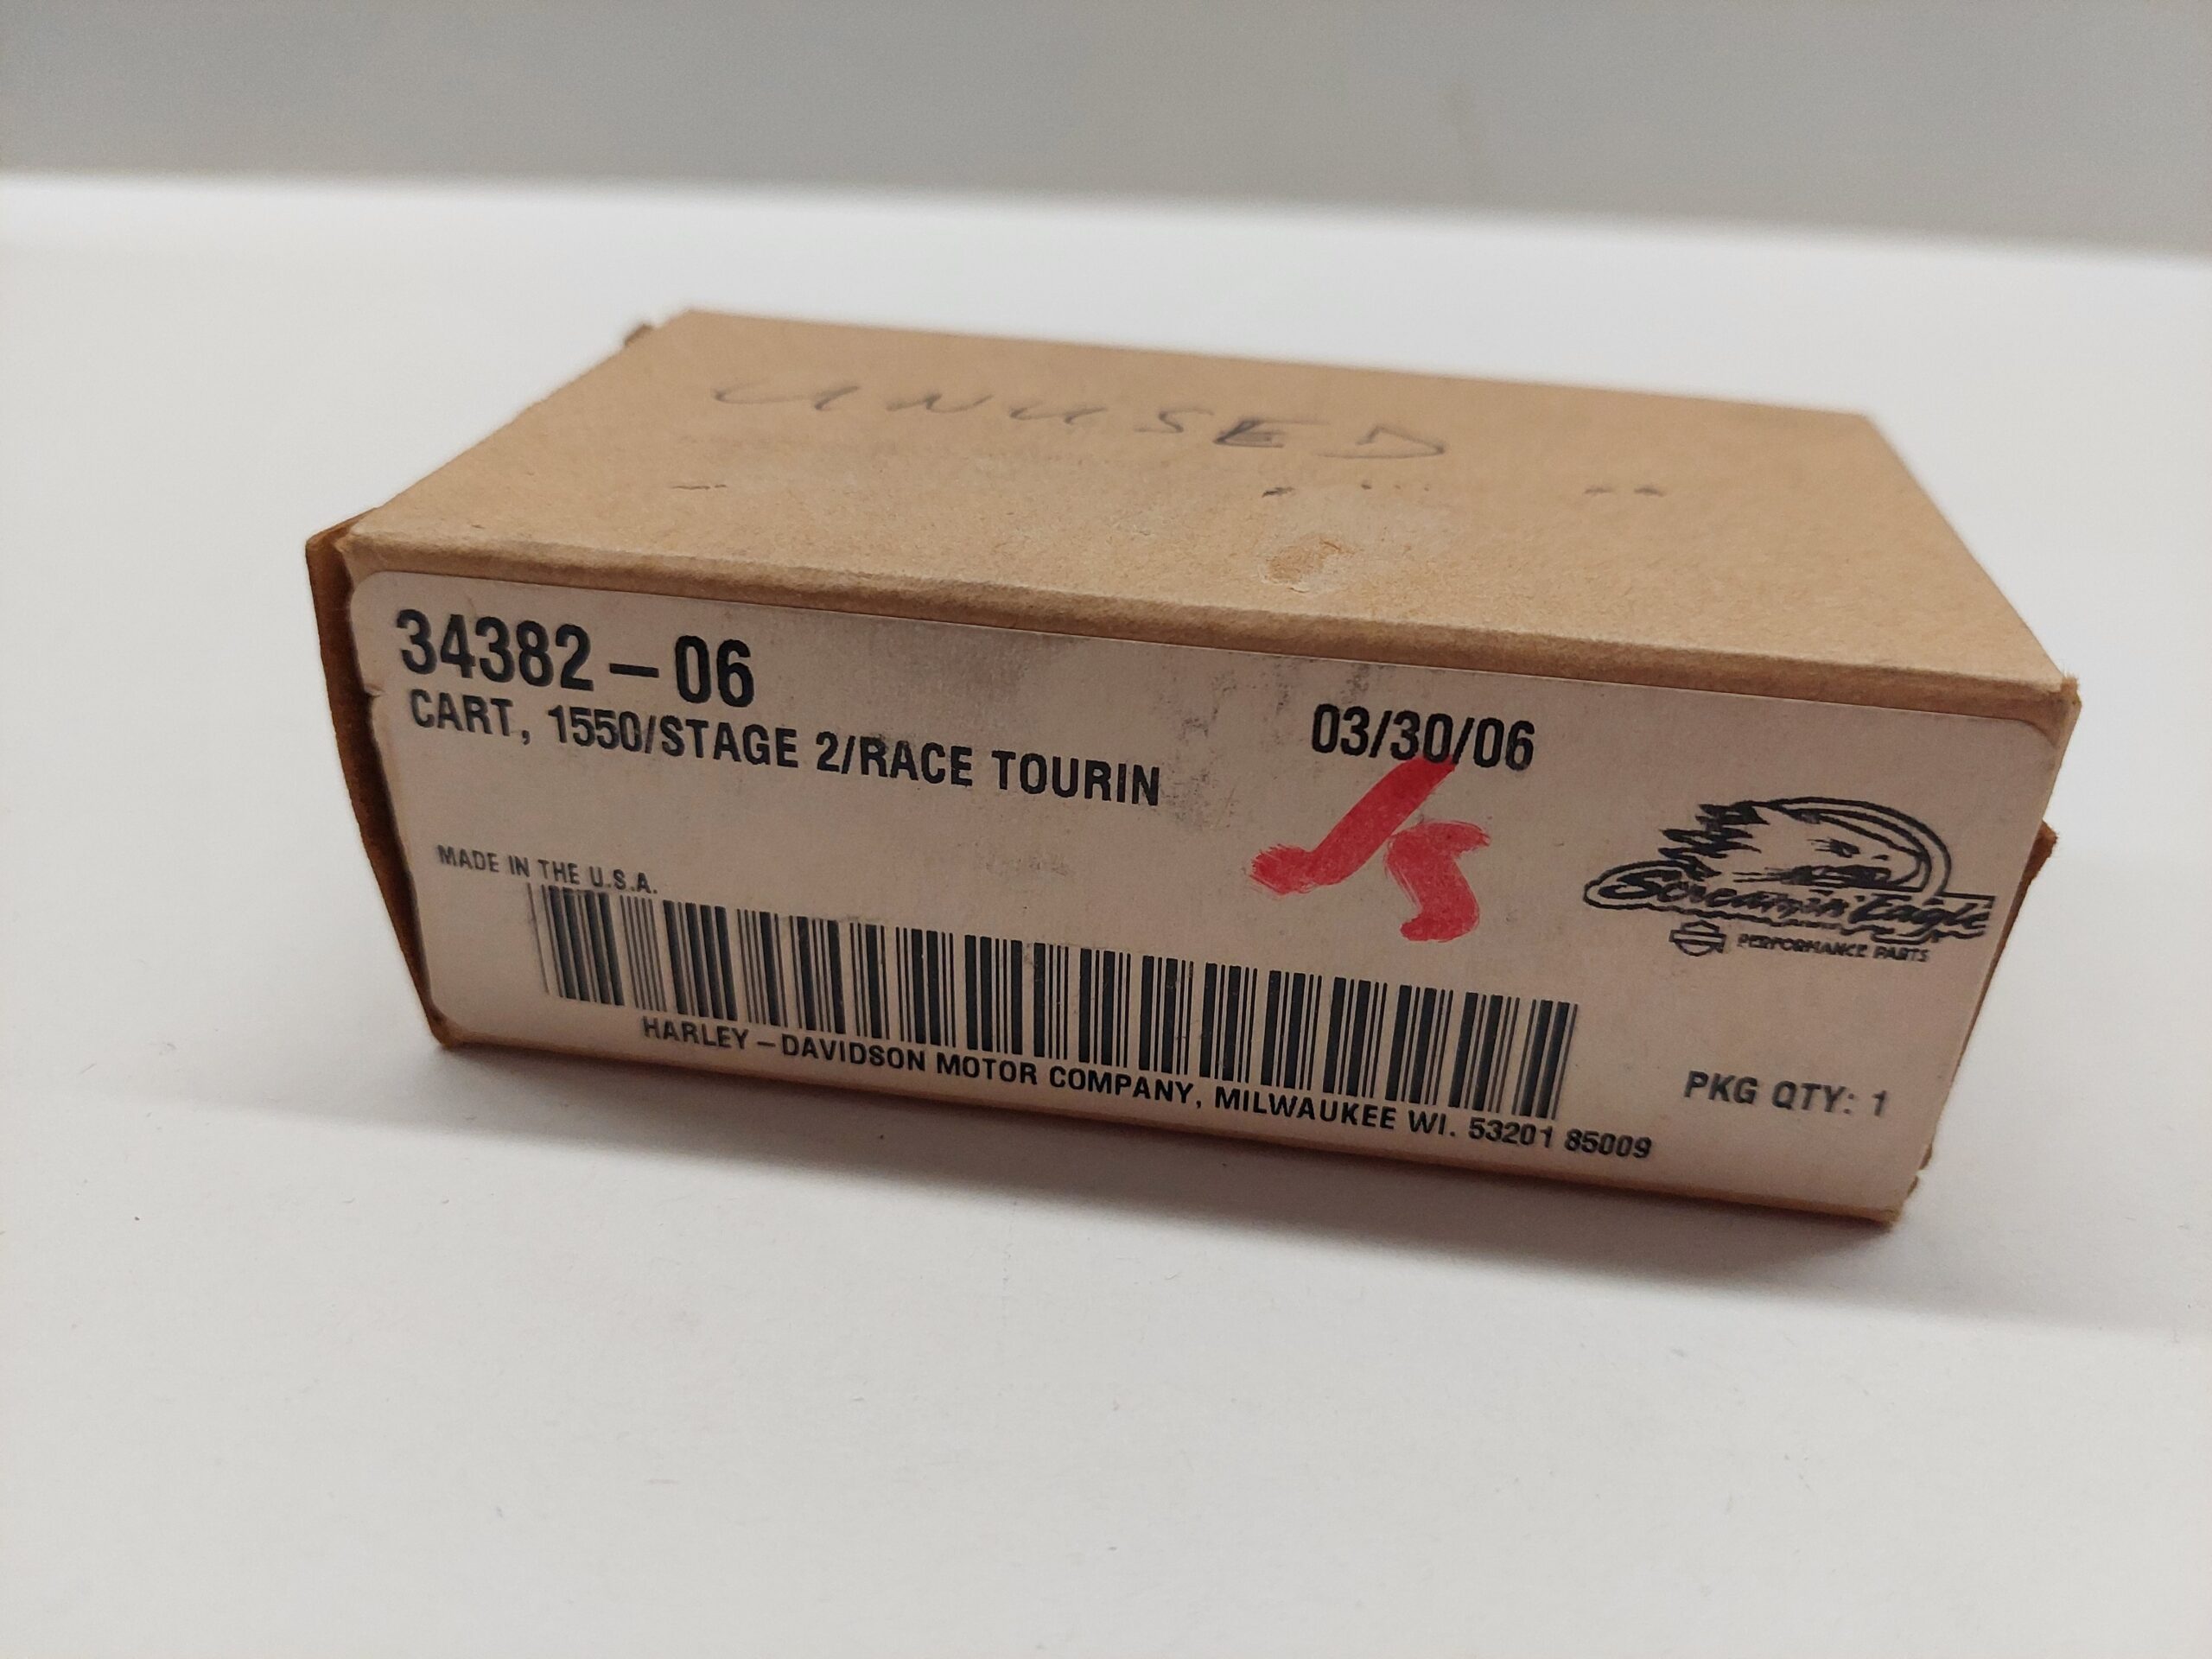 UNUSED
34382-06
CART, 1550/STAGE 2/RACE TOURIN
03/30/06
JS
Screamin' Eagle
PERFORMANCE PARTS
MADE IN THE U.S.A.
HARLEY-DAVIDSON MOTOR COMPANY, MILWAUKEE WI. 53201 85009
PKG QTY: 1